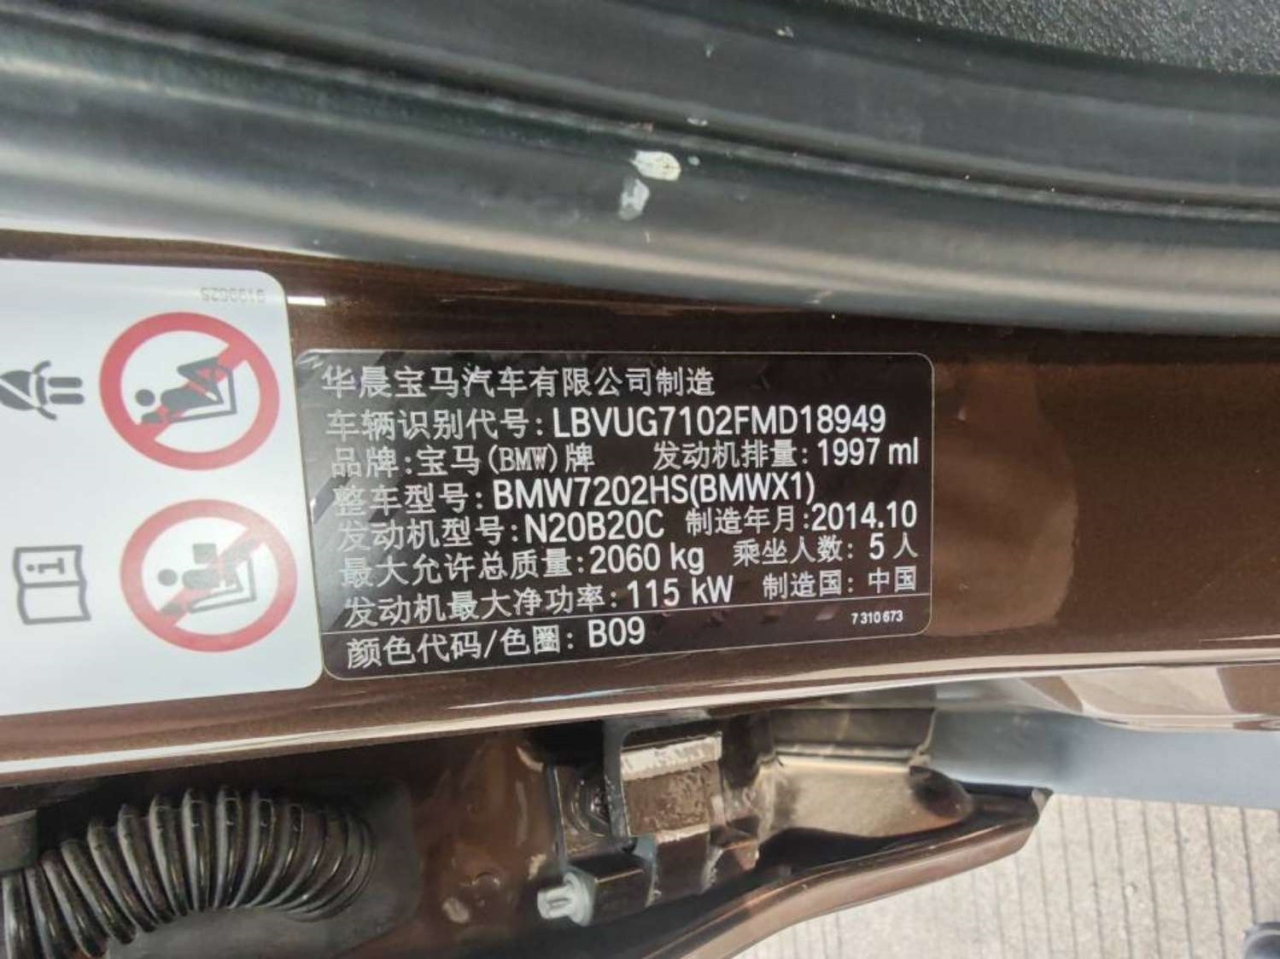 9199625
华晨宝马汽车有限公司制造
车辆识别代号: LBVUG7102FMD18949
品牌: 宝马(BMW)牌 发动机排量: 1997 ml
整车型号: BMW7202HS(BMWX1)
发动机型号: N20B20C 制造年月: 2014.10
最大允许总质量: 2060 kg 乘坐人数: 5 人
发动机最大净功率: 115 kW 制造国: 中国
颜色代码/色圈: B09 7 310 673